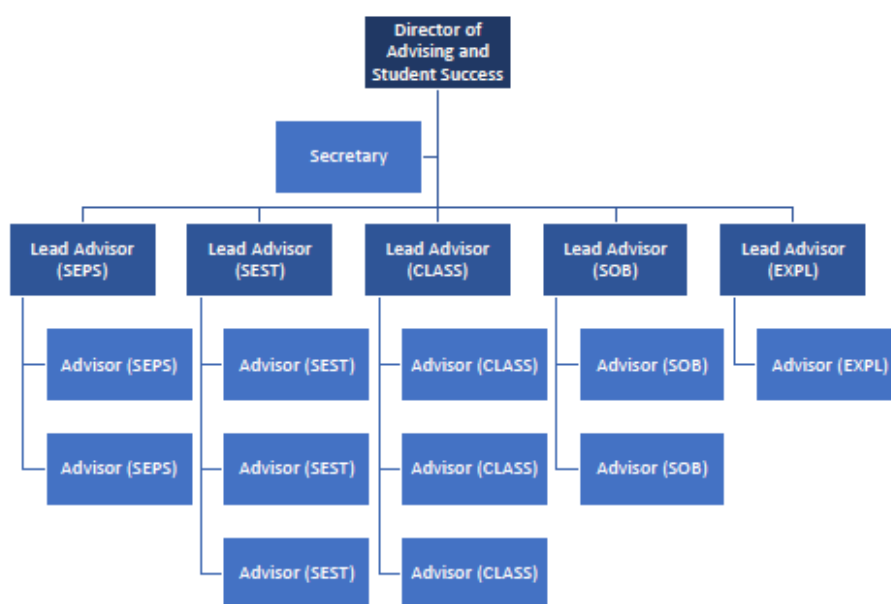 Director of
Advising and
Student Success
Secretary
Lead Advisor
(SEPS)
Lead Advisor
(SEST)
Lead Advisor
(CLASS)
Lead Advisor
(SOB)
Lead Advisor
(EXPL)
Advisor (SEPS)
Advisor (SEST)
Advisor (CLASS)
Advisor (SOB)
Advisor (EXPL)
Advisor (SEPS)
Advisor (SEST)
Advisor (CLASS)
Advisor (SOB)
Advisor (SEST)
Advisor (CLASS)